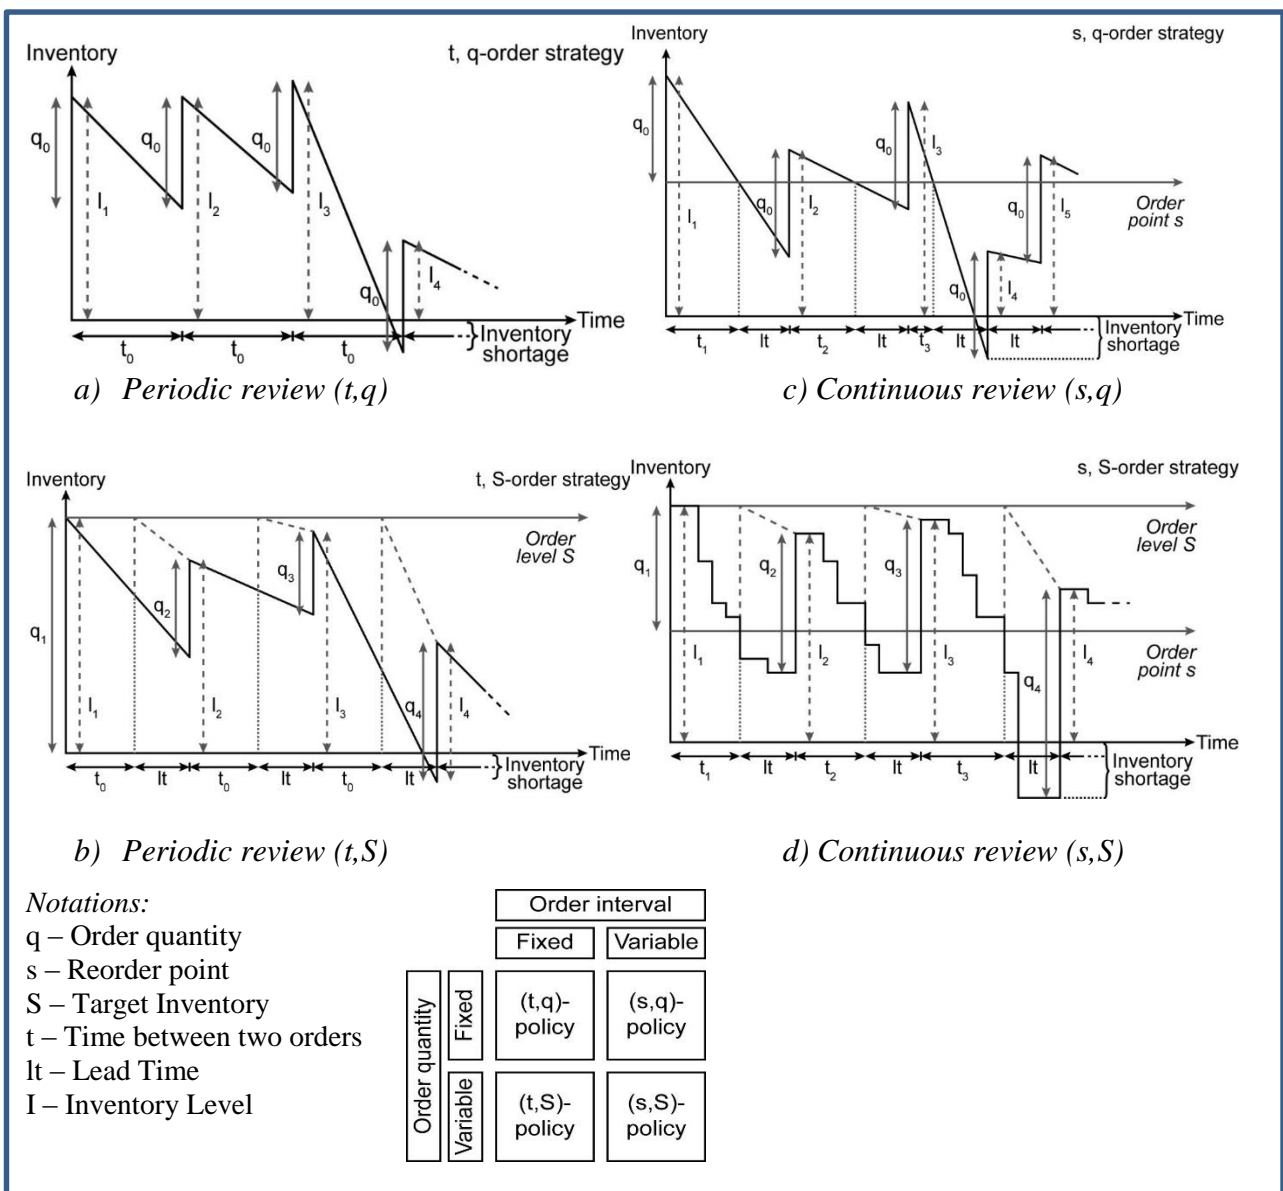 Inventory
t, q-order strategy
q₀
I₁
q₀
I₂
q₀
I₃
q₀
I₄
Time
t₀
t₀
t₀
Inventory
shortage
a) Periodic review (t,q)
Inventory
s, q-order strategy
q₀
I₁
q₀
I₂
q₀
I₃
q₀
I₄
q₀
I₅
Order
point s
Time
t₁
lt
t₂
lt
t₃
lt
lt
Inventory
shortage
c) Continuous review (s,q)
Inventory
t, S-order strategy
Order
level S
q₁
I₁
q₂
I₂
q₃
I₃
q₄
I₄
Time
t₀
lt
t₀
lt
t₀
lt
Inventory
shortage
b) Periodic review (t,S)
Inventory
s, S-order strategy
Order
level S
q₁
I₁
q₂
I₂
q₃
I₃
q₄
I₄
Order
point s
Time
t₁
lt
t₂
lt
t₃
lt
Inventory
shortage
d) Continuous review (s,S)
Notations:
q – Order quantity
s – Reorder point
S – Target Inventory
t – Time between two orders
lt – Lead Time
I – Inventory Level
Order interval
Fixed
Variable
Order quantity
Fixed
(t,q)-
policy
(s,q)-
policy
Variable
(t,S)-
policy
(s,S)-
policy